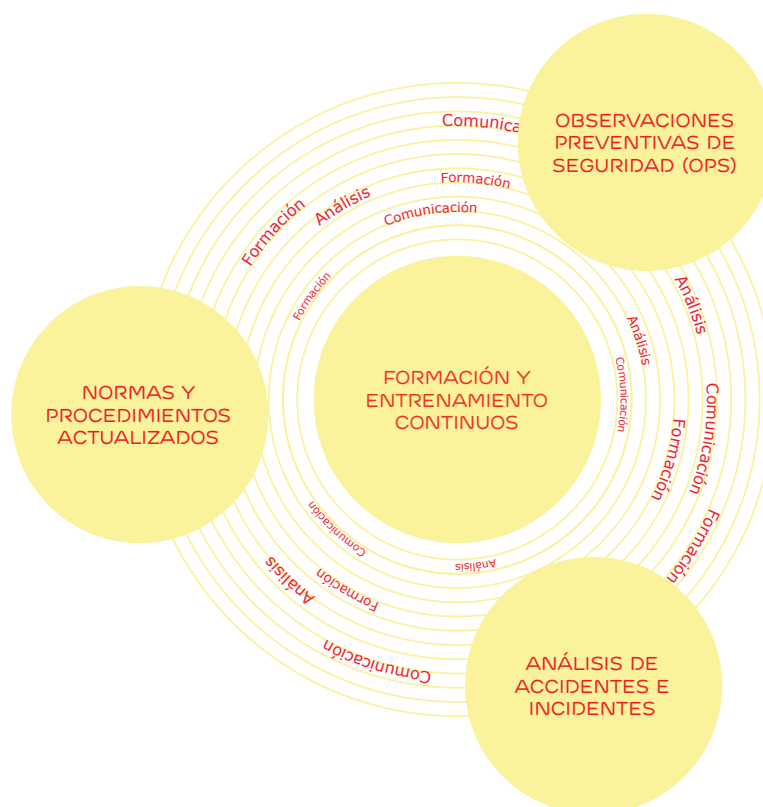 OBSERVACIONES
PREVENTIVAS DE
SEGURIDAD (OPS)
NORMAS Y
PROCEDIMIENTOS
ACTUALIZADOS
FORMACIÓN Y
ENTRENAMIENTO
CONTINUOS
ANÁLISIS DE
ACCIDENTES E
INCIDENTES
Comunica
Formación
Análisis
Formación
Comunicación
Formación
Análisis
Análisis
Comunicación
Comunicación
Formación
Formación
Comunicación
Análisis
Análisis
Formación
Comunicación